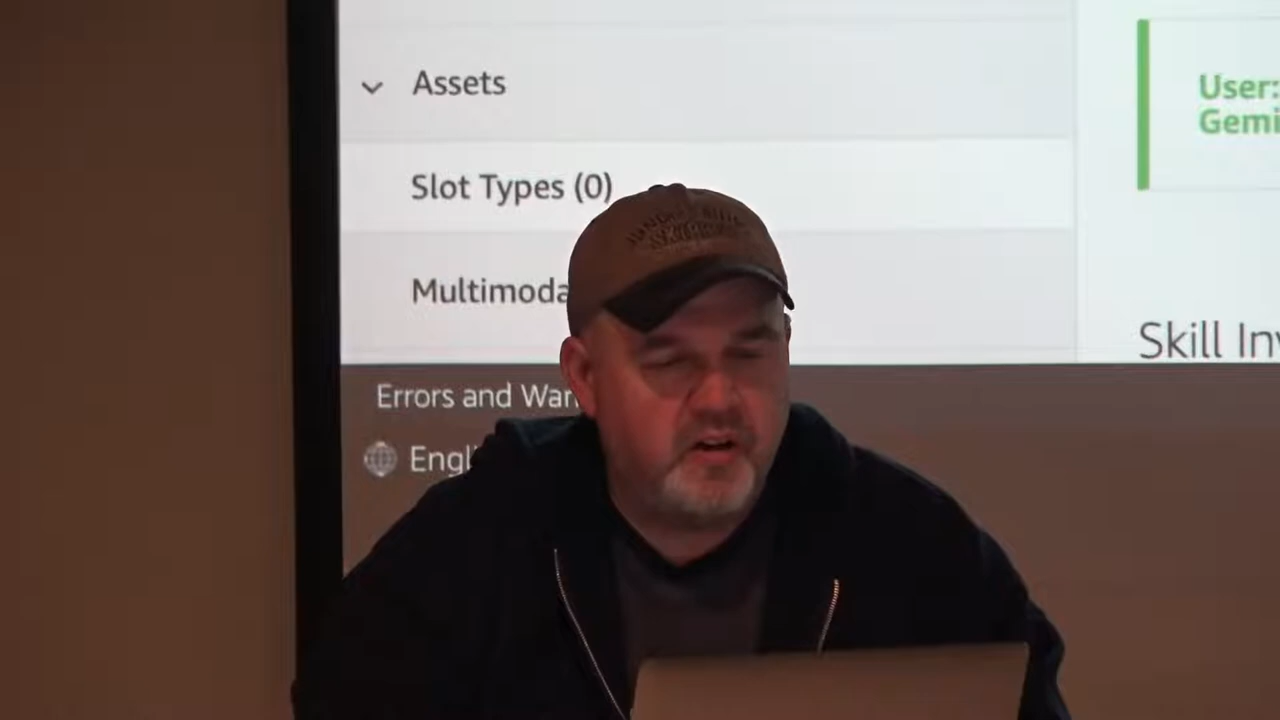 Assets
Slot Types (0)
Multimoda
Errors and War
Engl
User:
Gemi
Skill Inv